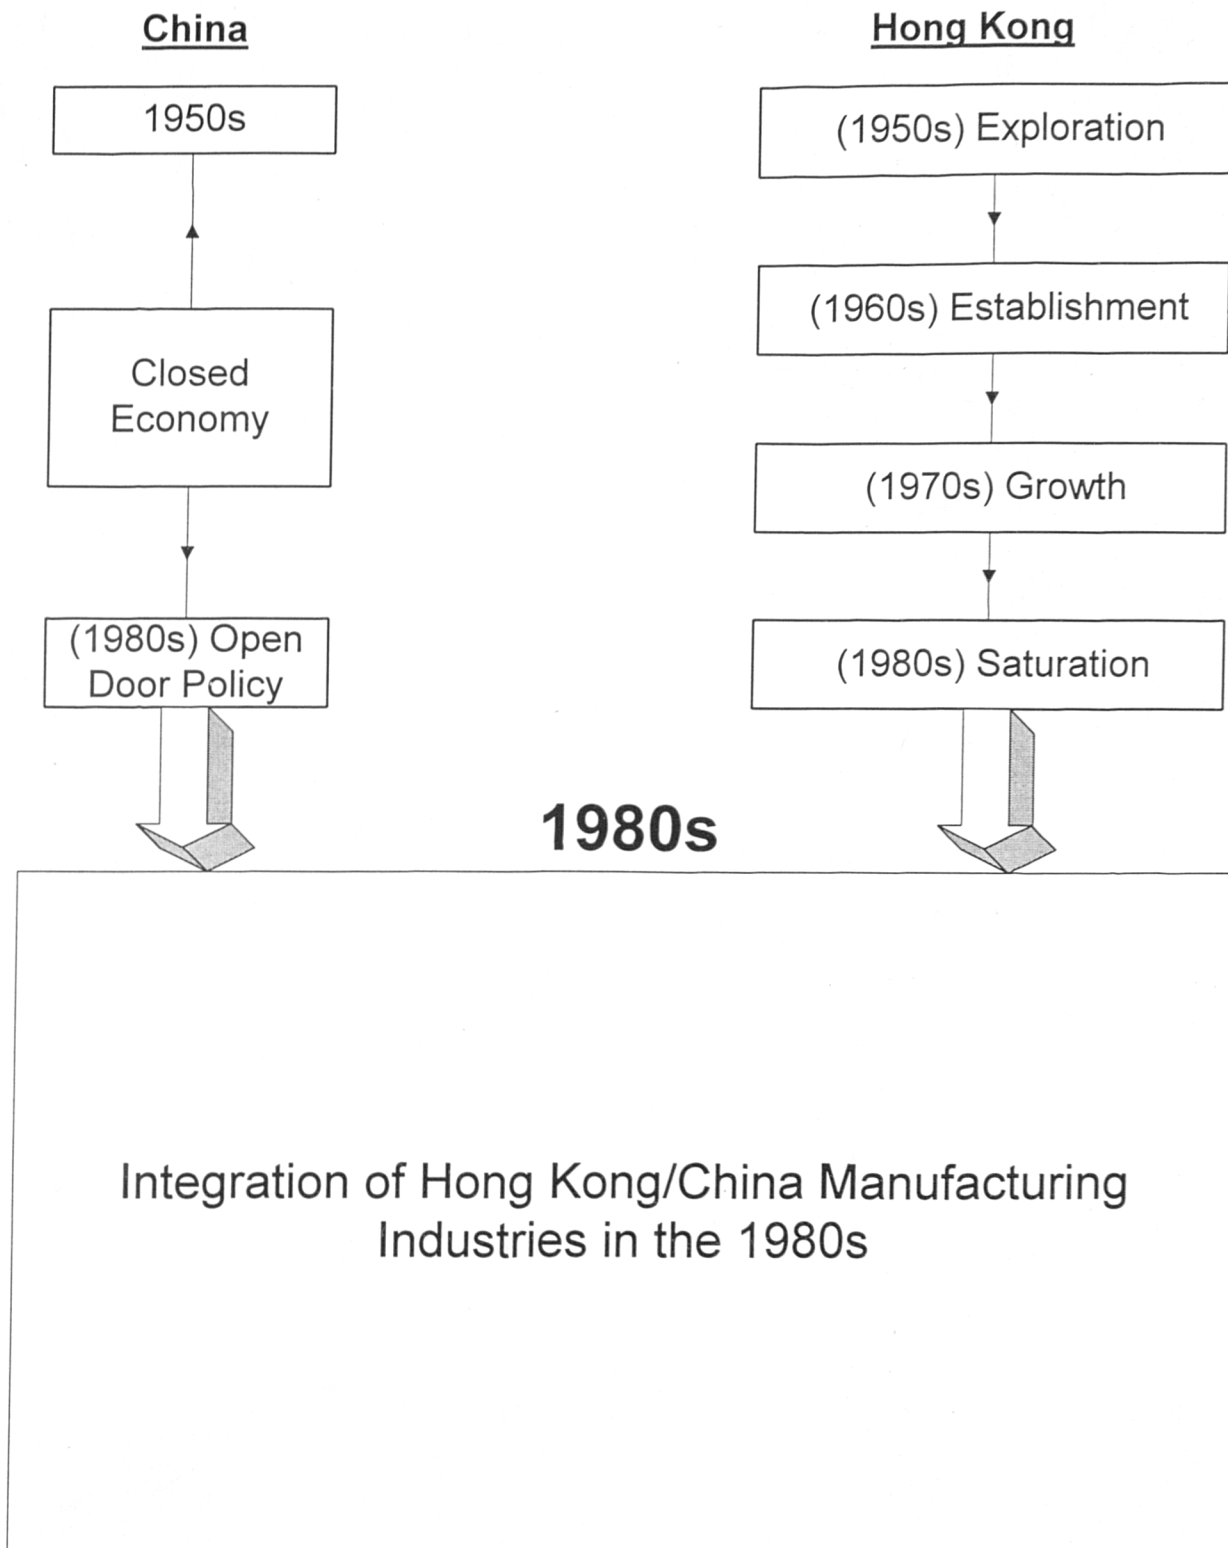 China
1950s
Closed
Economy
(1980s) Open
Door Policy
Hong Kong
(1950s) Exploration
(1960s) Establishment
(1970s) Growth
(1980s) Saturation
1980s
Integration of Hong Kong/China Manufacturing
Industries in the 1980s